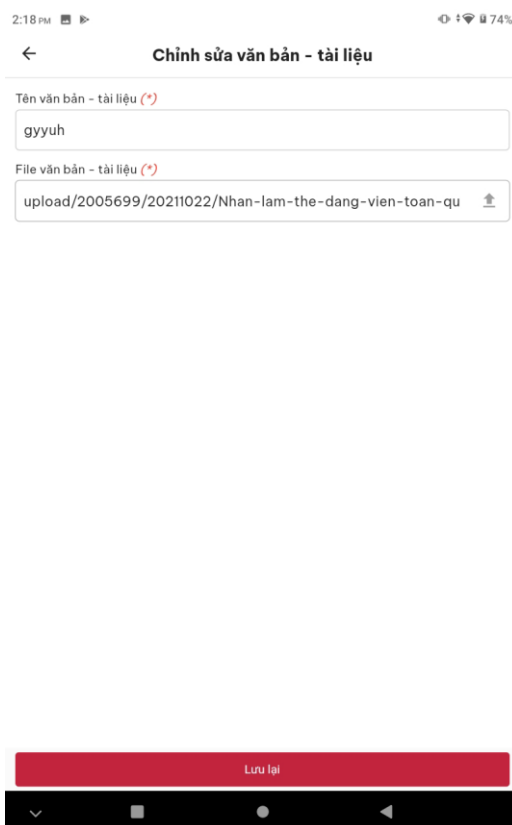 2:18 PM 74%
Chỉnh sửa văn bản - tài liệu
Tên văn bản - tài liệu (*)
gyyuh
File văn bản - tài liệu (*)
upload/2005699/20211022/Nhan-lam-the-dang-vien-toan-qu
Lưu lại